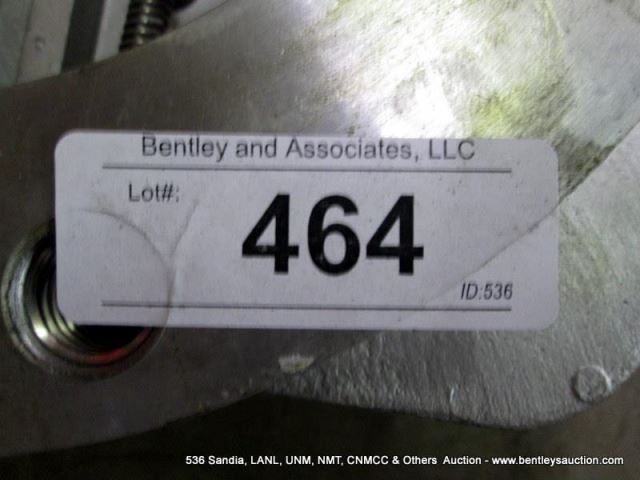 Bentley and Associates, LLC
Lot#:
464
ID:536
536 Sandia, LANL, UNM, NMT, CNMCC & Others  Auction - www.bentleysauction.com